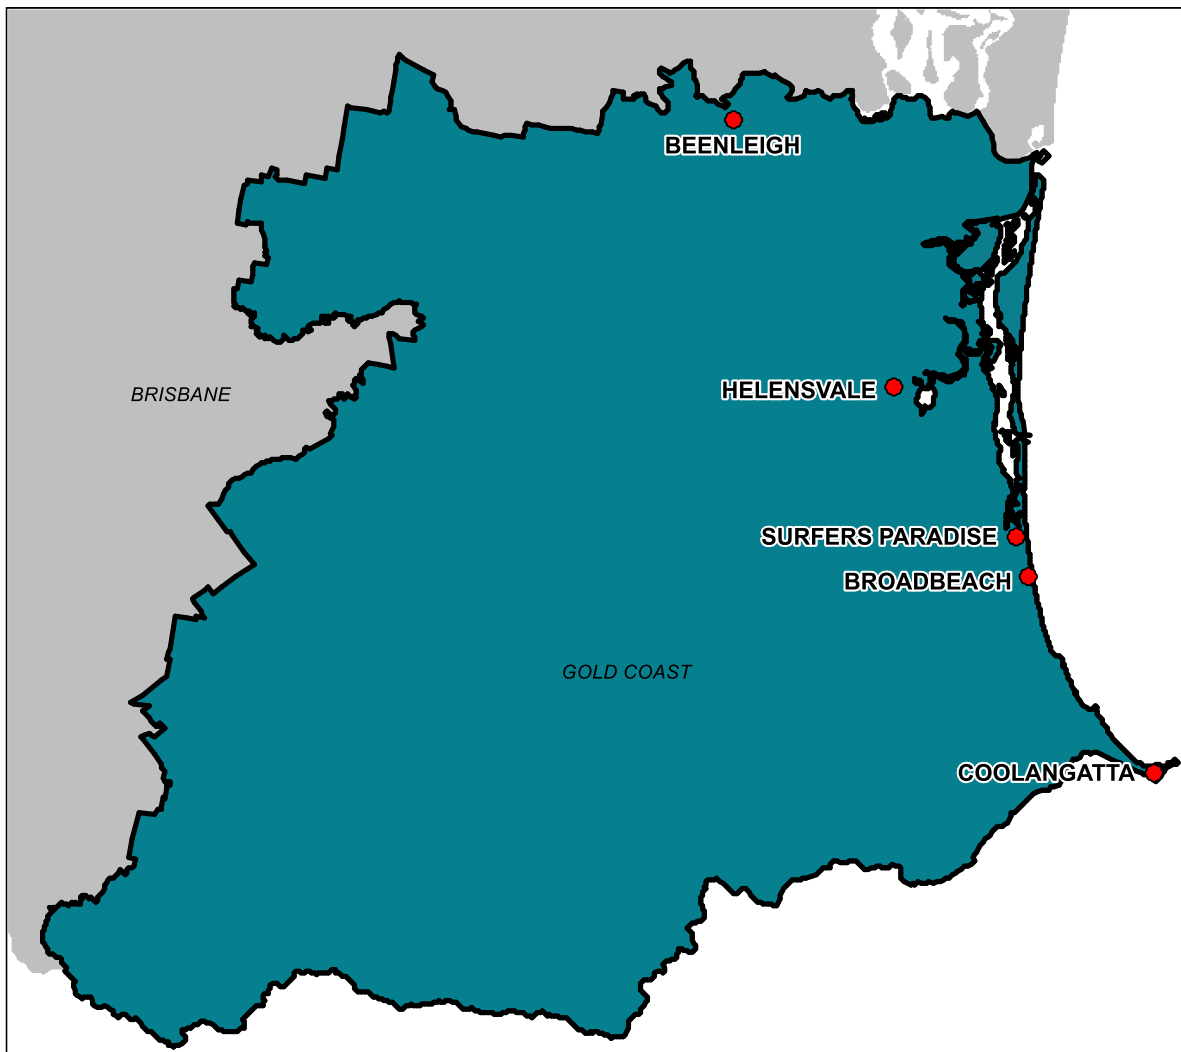 BEENLEIGH
BRISBANE
HELENSVALE
SURFERS PARADISE
BROADBEACH
GOLD COAST
COOLANGATTA